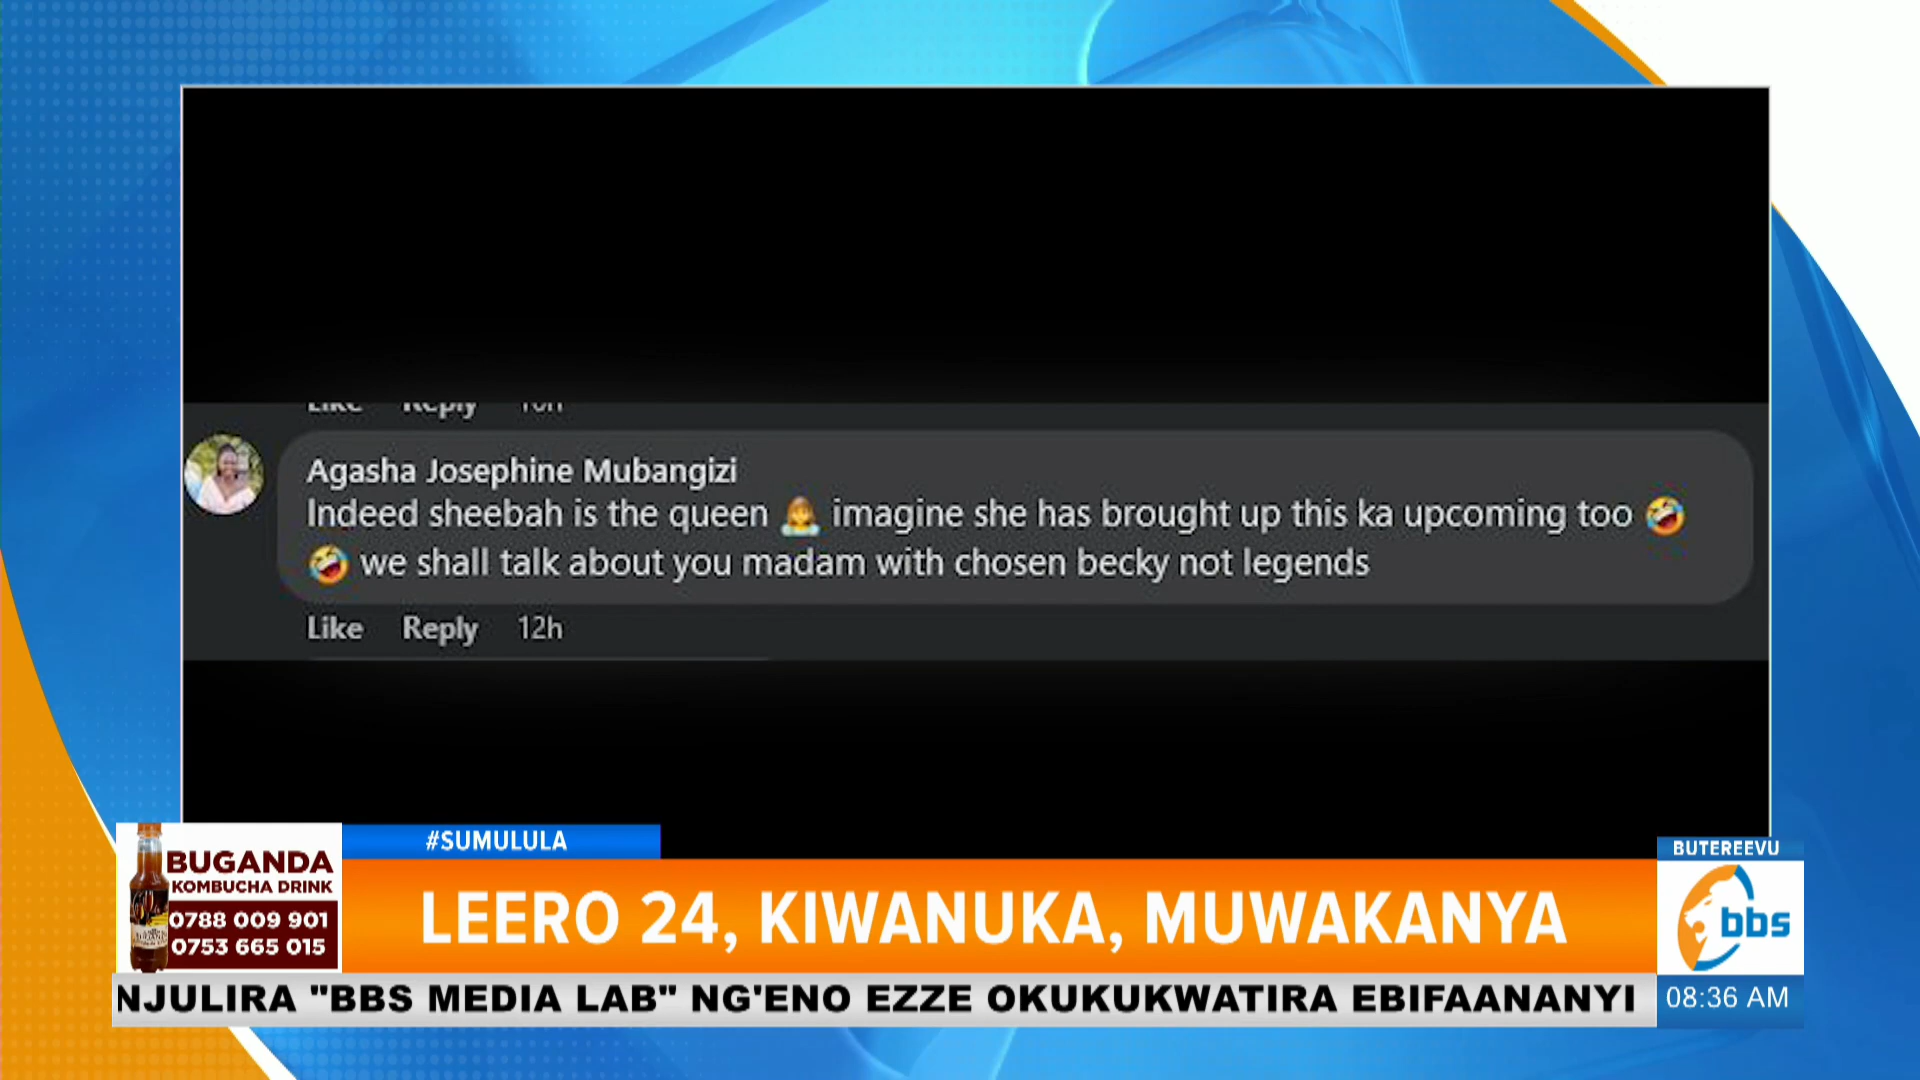 Like Reply 10h
Agasha Josephine Mubangizi
Indeed sheebah is the queen 🧖‍♀️ imagine she has brought up this ka upcoming too 🤣
🤣 we shall talk about you madam with chosen becky not legends
Like Reply 12h
#SUMULULA
BUGANDA
KOMBUCHA DRINK
0788 009 901
0753 665 015
LEERO 24, KIWANUKA, MUWAKANYA
BUTEREEVU
bbs
NJULIRA "BBS MEDIA LAB" NG'ENO EZZE OKUKUKWATIRA EBIFAANANYI
08:36 AM